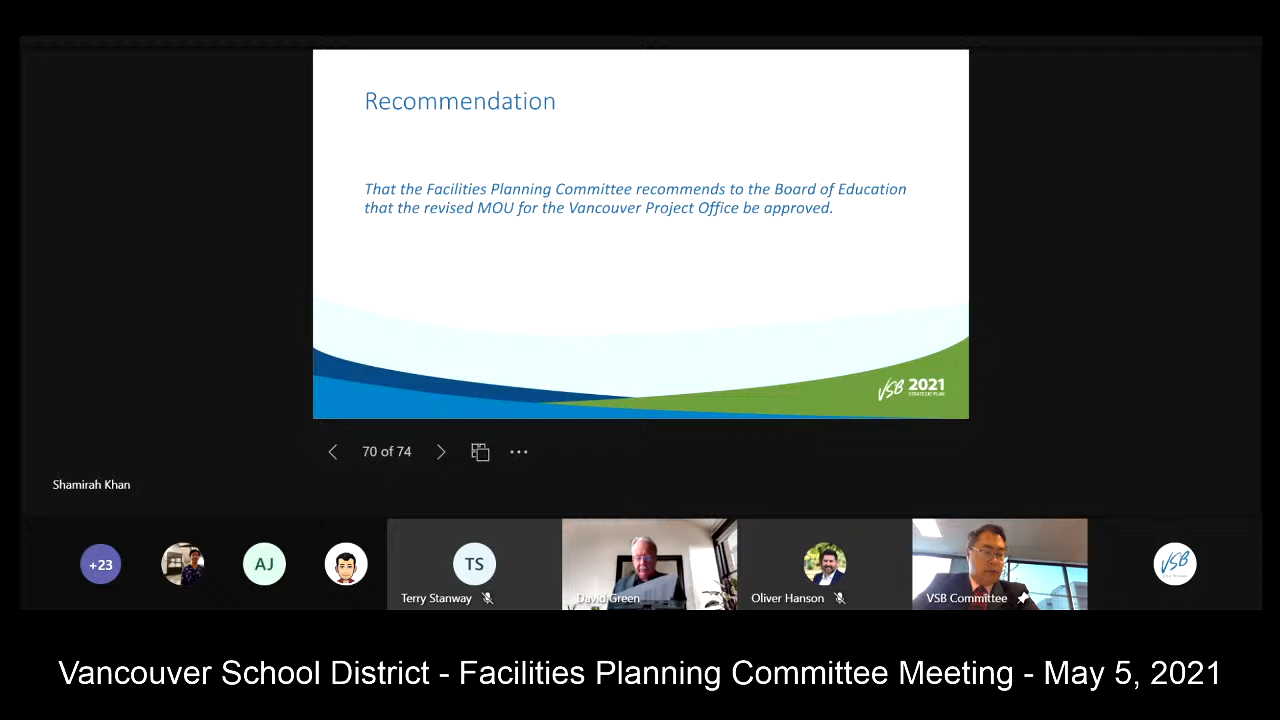 Recommendation
That the Facilities Planning Committee recommends to the Board of Education
that the revised MOU for the Vancouver Project Office be approved.
VSB 2021
STRATEGIC PLAN
70 of 74
Shamirah Khan
+23
AJ
TS
Terry Stanway
David Green
Oliver Hanson
VSB Committee
VSB
Vancouver School District - Facilities Planning Committee Meeting - May 5, 2021